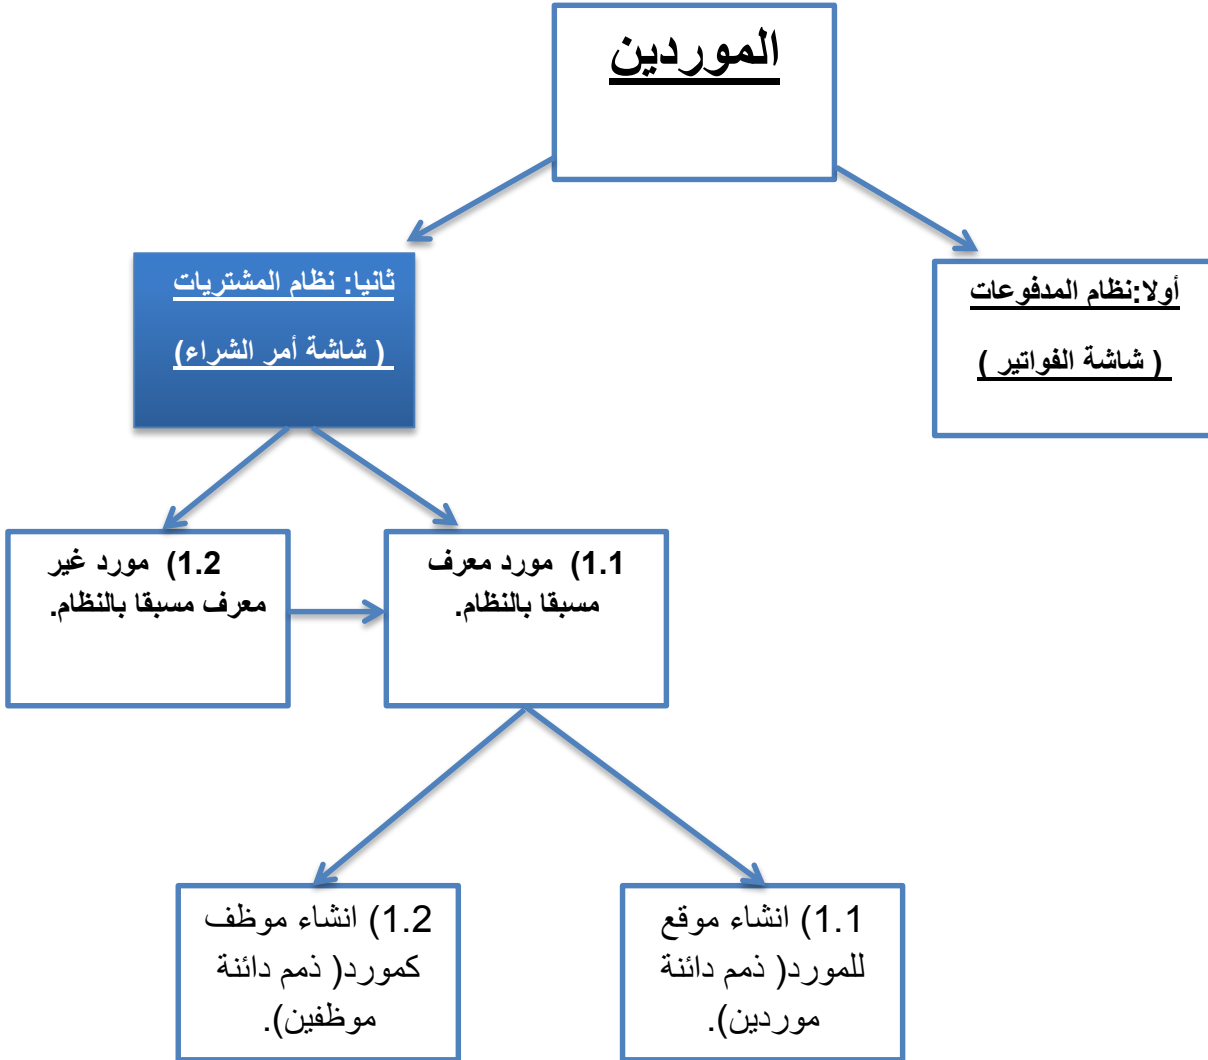 الموردين
أولا:نظام المدفوعات
( شاشة الفواتير )
ثانيا: نظام المشتريات
( شاشة أمر الشراء)
1.1) مورد معرف
مسبقا بالنظام.
1.2) مورد غير
معرف مسبقا بالنظام.
1.1) انشاء موقع
للمورد( ذمم دائنة
موردين).
1.2) انشاء موظف
كمورد( ذمم دائنة
موظفين).